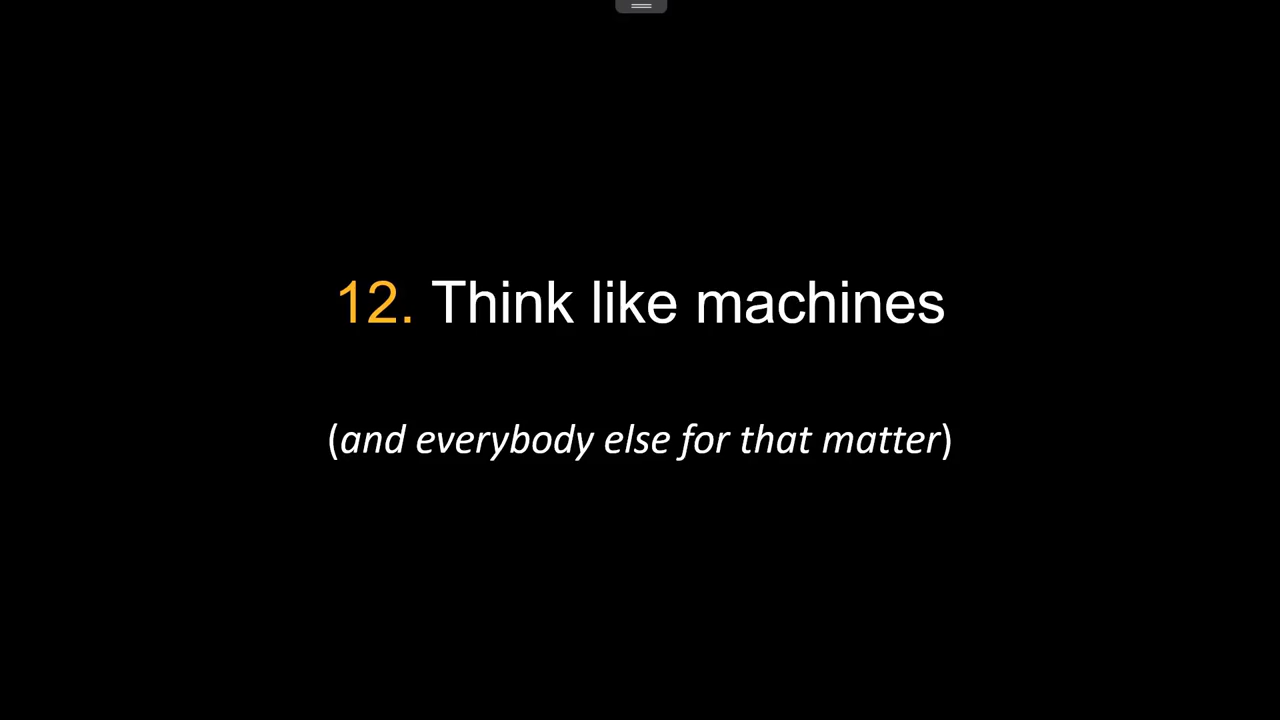 12. Think like machines
(and everybody else for that matter)